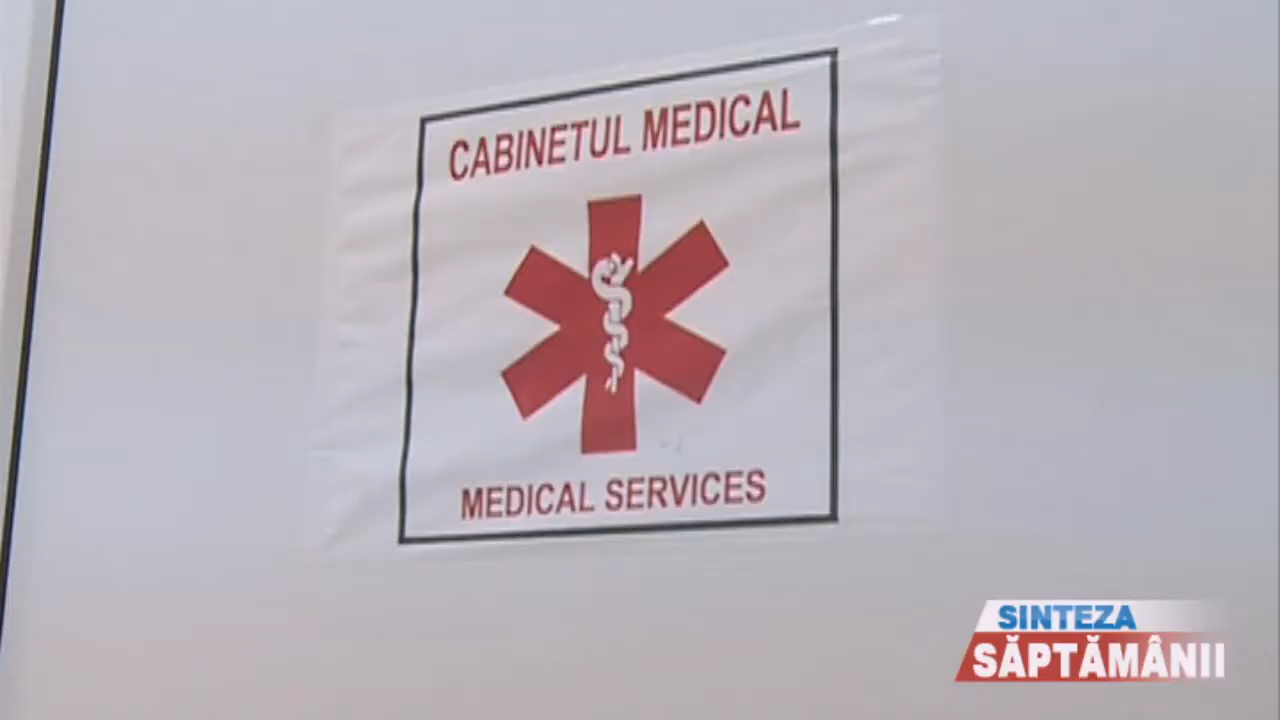 CABINETUL MEDICAL
MEDICAL SERVICES
SINTEZA
SĂPTĂMÂNII